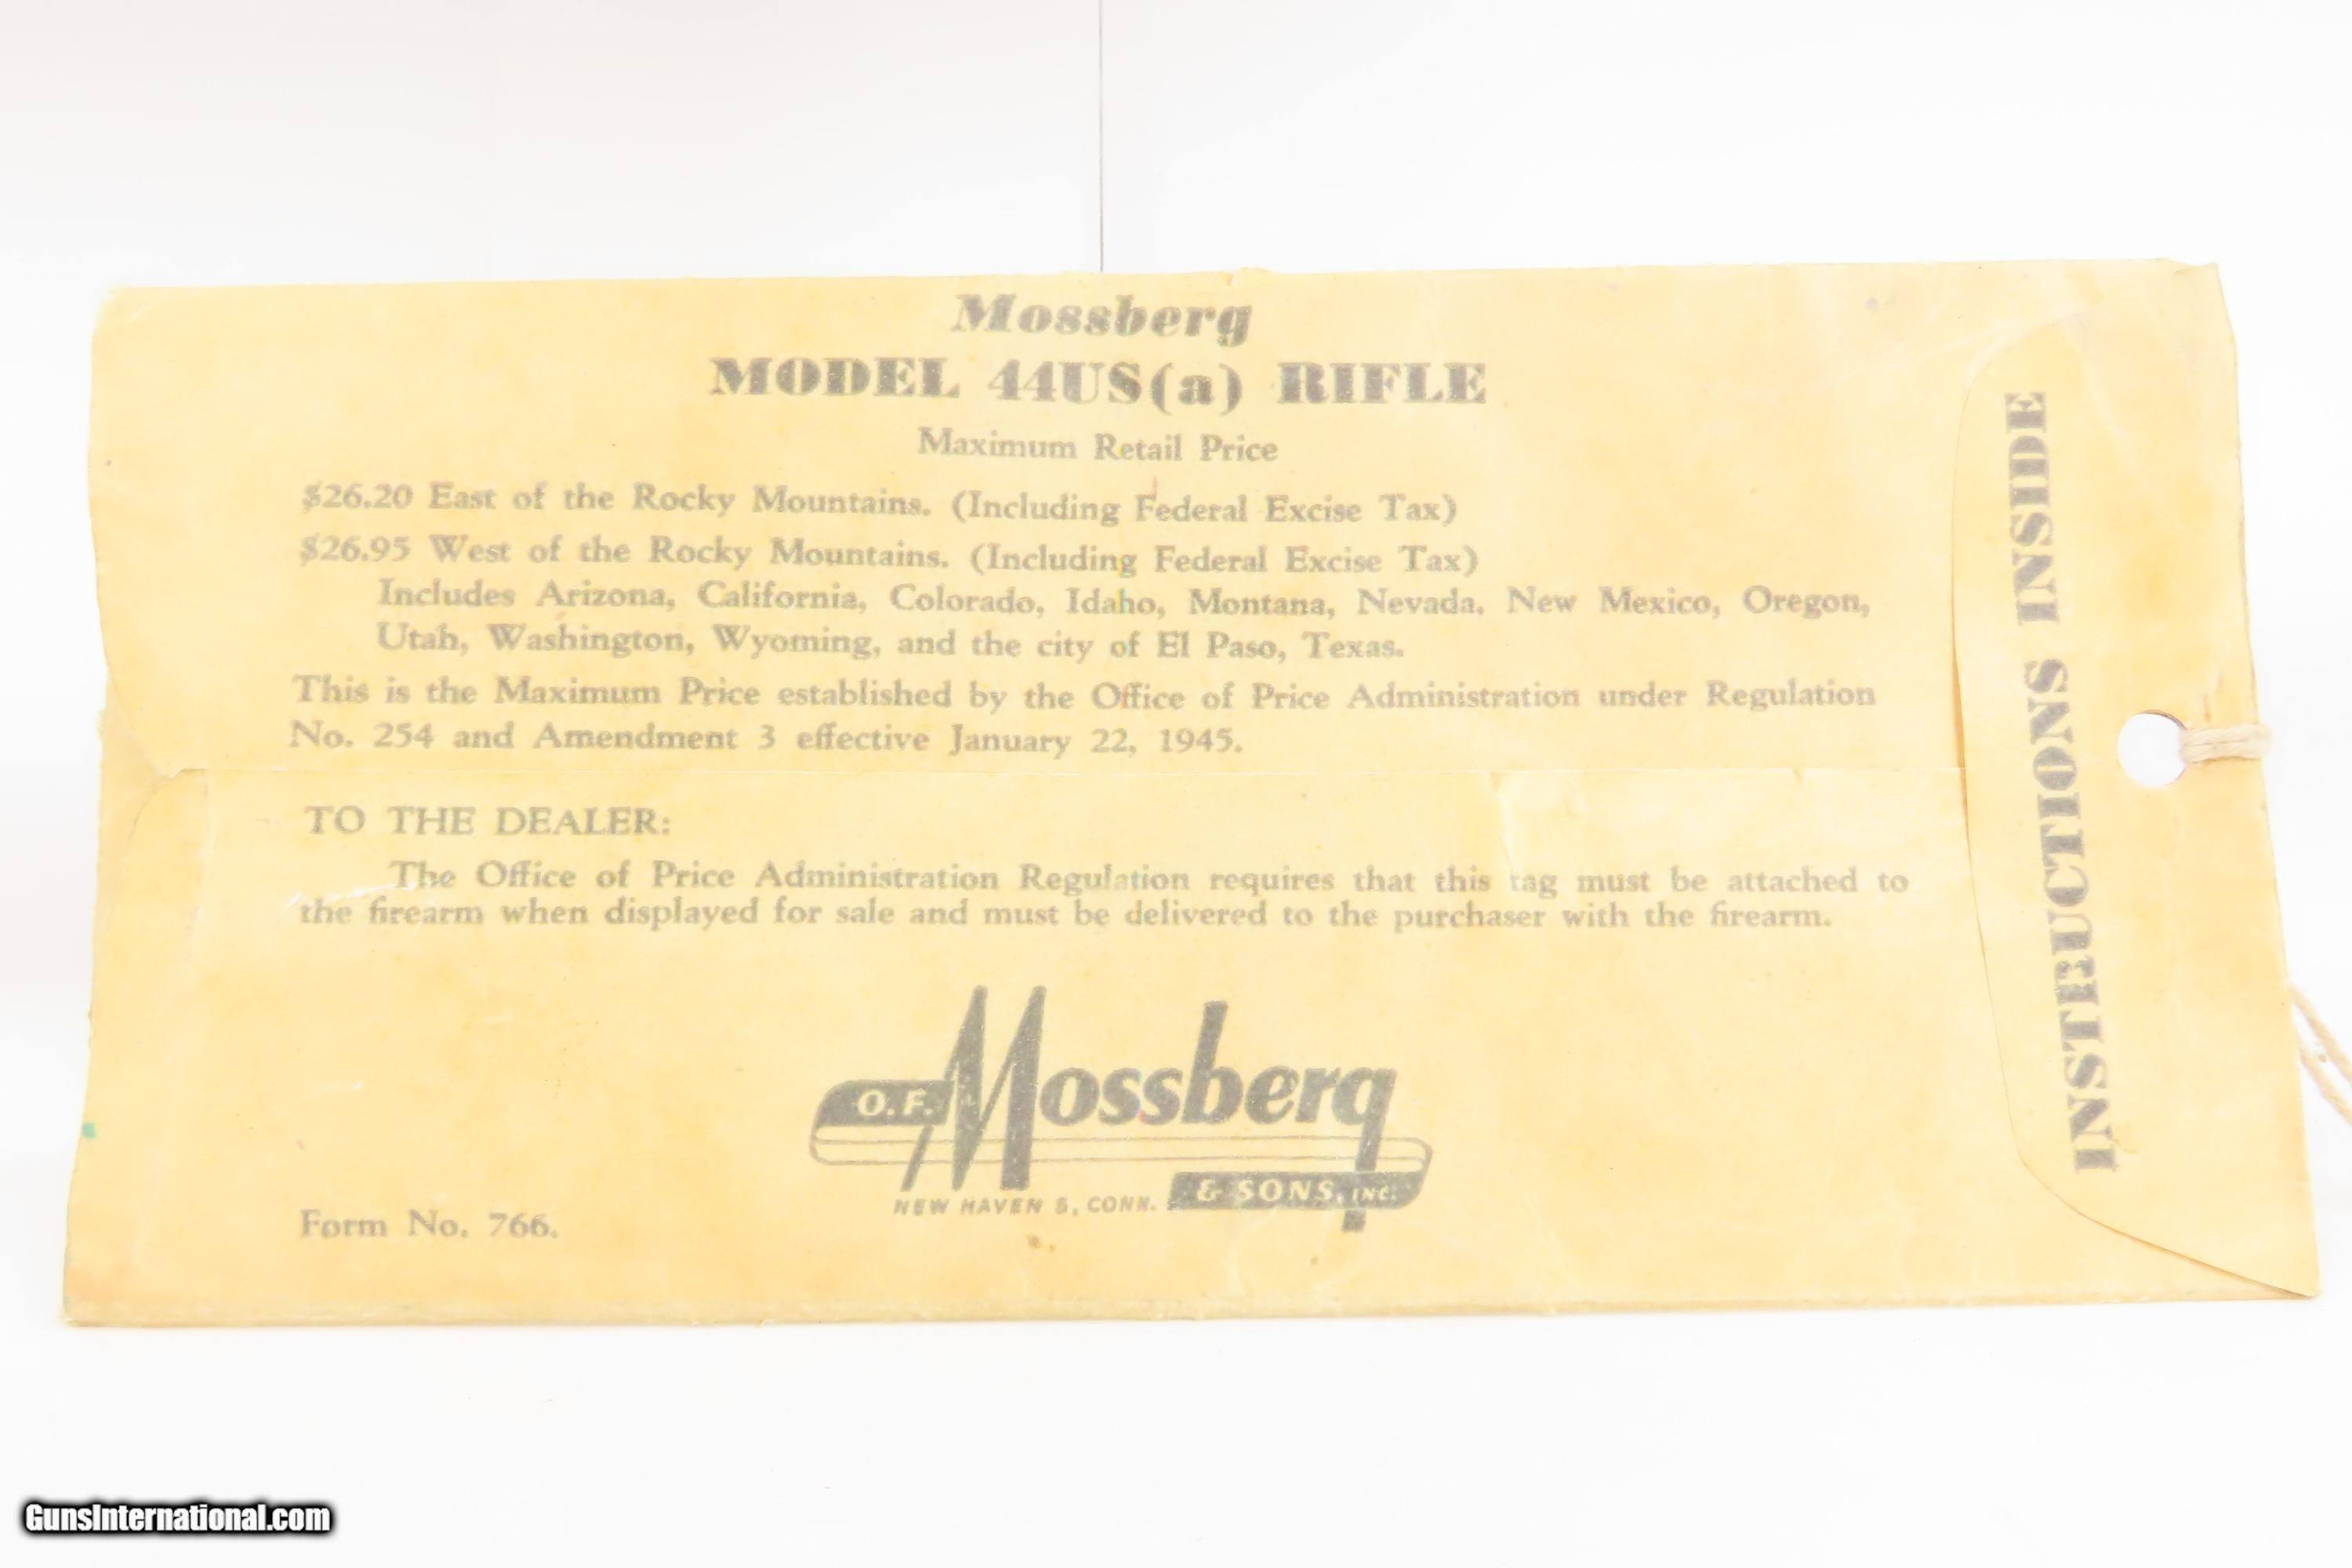 Mossberg
MODEL 44US(a) RIFLE
Maximum Retail Price
$26.20 East of the Rocky Mountains. (Including Federal Excise Tax)
$26.95 West of the Rocky Mountains. (Including Federal Excise Tax)
Includes Arizona, California, Colorado, Idaho, Montana, Nevada, New Mexico, Oregon,
Utah, Washington, Wyoming, and the city of El Paso, Texas.
This is the Maximum Price established by the Office of Price Administration under Regulation
No. 254 and Amendment 3 effective January 22, 1945.
TO THE DEALER:
The Office of Price Administration Regulation requires that this tag must be attached to
the firearm when displayed for sale and must be delivered to the purchaser with the firearm.
O.F. Mossberg
& SONS, INC.
NEW HAVEN 5, CONN.
Form No. 766.
INSTRUCTIONS INSIDE
GunsInternational.com